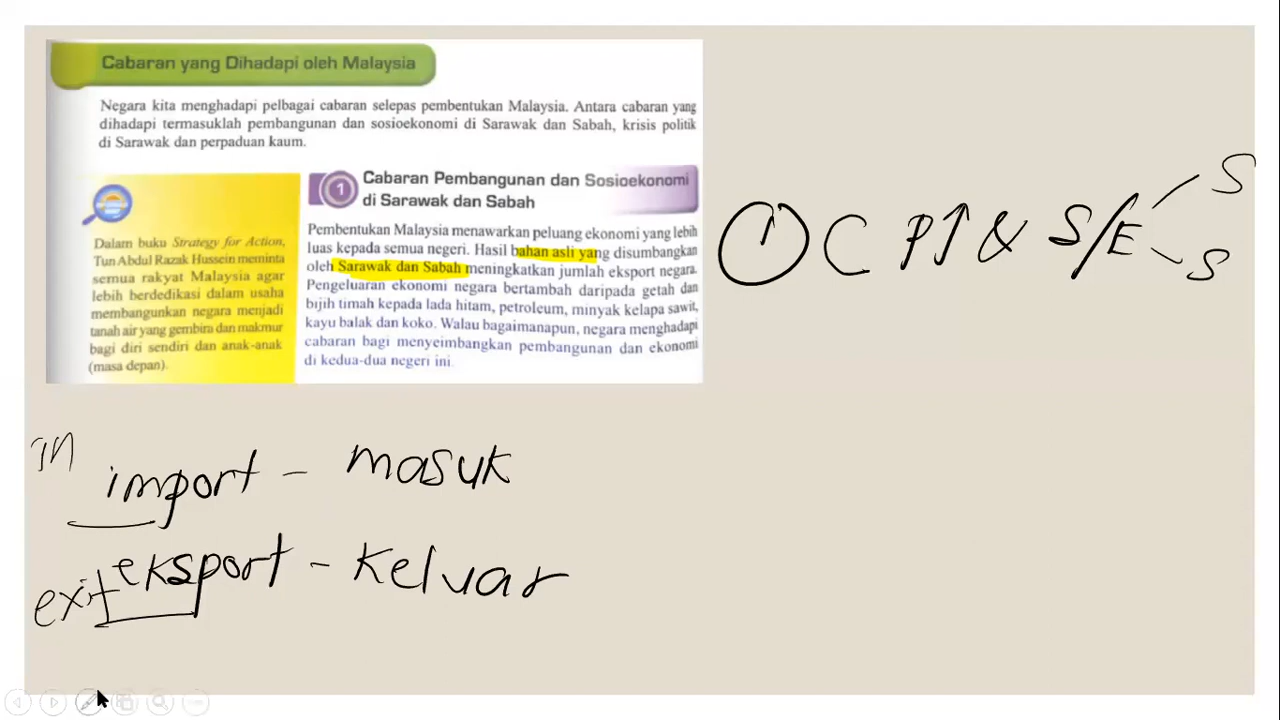 Cabaran yang Dihadapi oleh Malaysia
Negara kita menghadapi pelbagai cabaran selepas pembentukan Malaysia. Antara cabaran yang
dihadapi termasuklah pembangunan dan sosioekonomi di Sarawak dan Sabah, krisis politik
di Sarawak dan perpaduan kaum.
Dalam buku Strategy for Action,
Tun Abdul Razak Hussein meminta
semua rakyat Malaysia agar
lebih berdedikasi dalam usaha
membangunkan negara menjadi
tanah air yang gembira dan makmur
bagi diri sendiri dan anak-anak
(masa depan).
1
Cabaran Pembangunan dan Sosioekonomi
di Sarawak dan Sabah
Pembentukan Malaysia menawarkan peluang ekonomi yang lebih
luas kepada semua negeri. Hasil bahan asli yang disumbangkan
oleh Sarawak dan Sabah meningkatkan jumlah eksport negara.
Pengeluaran ekonomi negara bertambah daripada getah dan
bijih timah kepada lada hitam, petroleum, minyak kelapa sawit,
kayu balak dan koko. Walau bagaimanapun, negara menghadapi
cabaran bagi menyeimbangkan pembangunan dan ekonomi
di kedua-dua negeri ini.
1 C P↑ & S/E S
S
in
import - masuk
eksport - keluar
exit